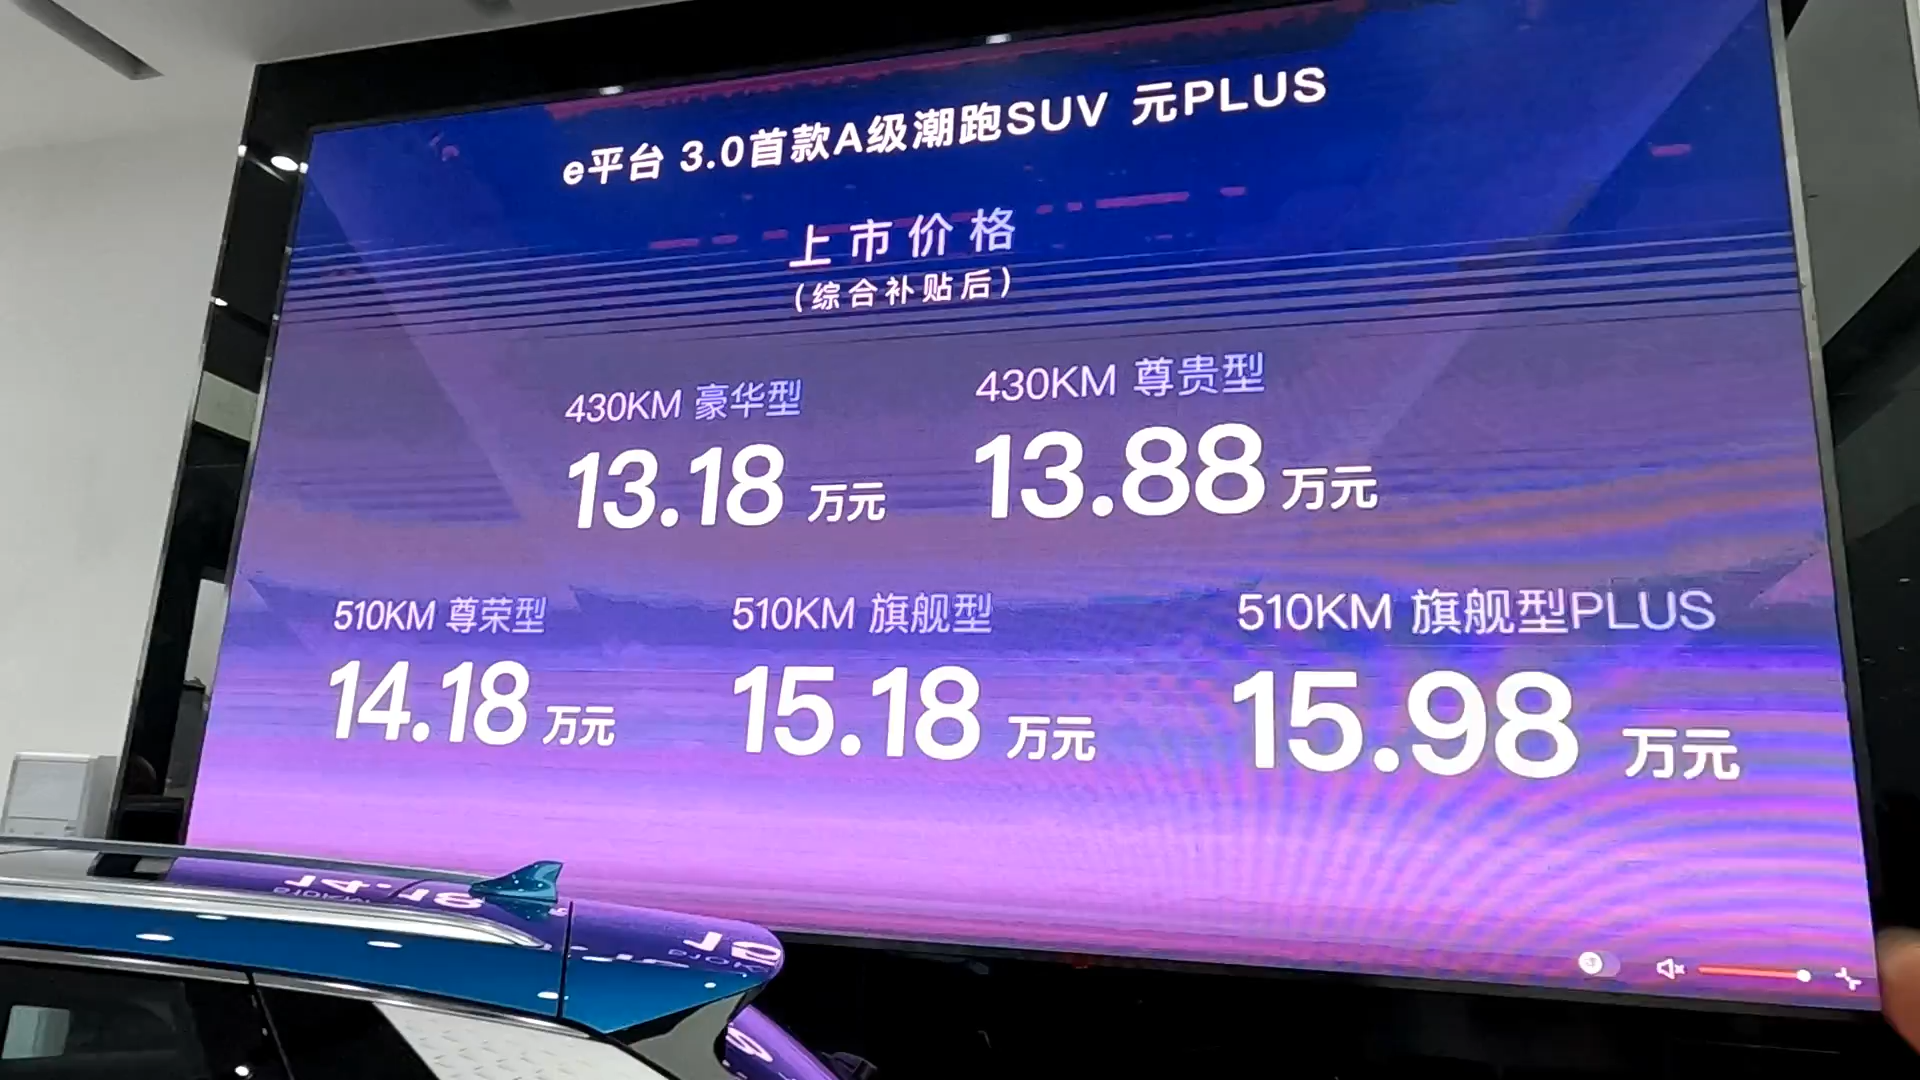 e平台 3.0首款A级潮跑SUV 元PLUS
上市价格
(综合补贴后)
430KM 豪华型
13.18 万元
430KM 尊贵型
13.88 万元
510KM 尊荣型
14.18 万元
510KM 旗舰型
15.18 万元
510KM 旗舰型PLUS
15.98 万元